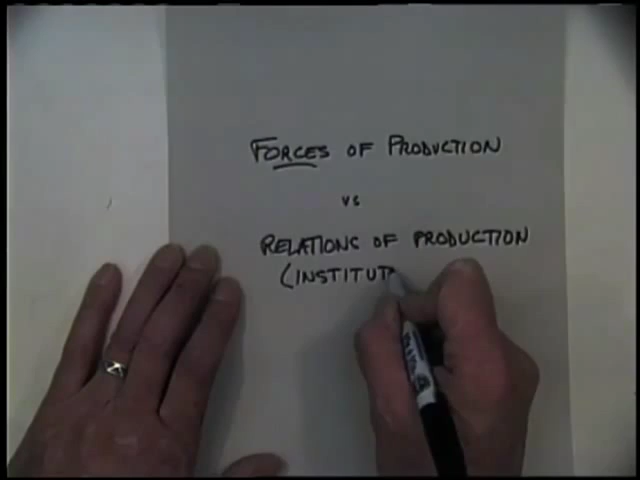 FORCES OF PRODUCTION
VS
RELATIONS OF PRODUCTION
(INSTITUT